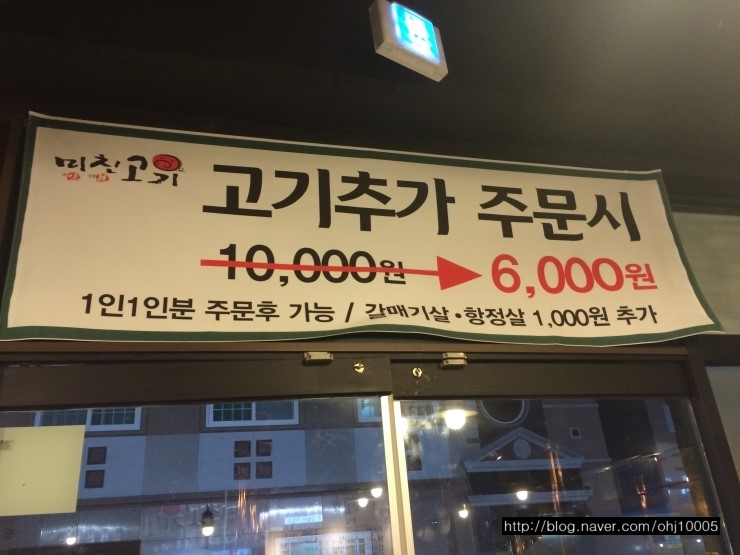 미친고기
고기추가 주문시
10,000원 6,000원
1인1인분 주문후 가능 / 갈매기살·항정살 1,000원 추가
http://blog.naver.com/ohj10005